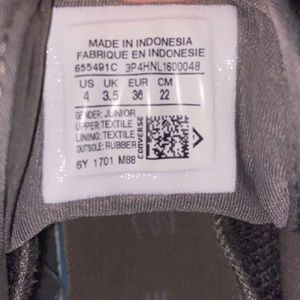 MADE IN INDONESIA
FABRIQUE EN INDONESIE
655491C 3P4HNL1600048
US UK EUR CM
4 3.5 36 22
GENDER: JUNIOR
UPPER: TEXTILE
LINING: TEXTILE
OUTSOLE: RUBBER
CONVERSE
6Y 1701 M88